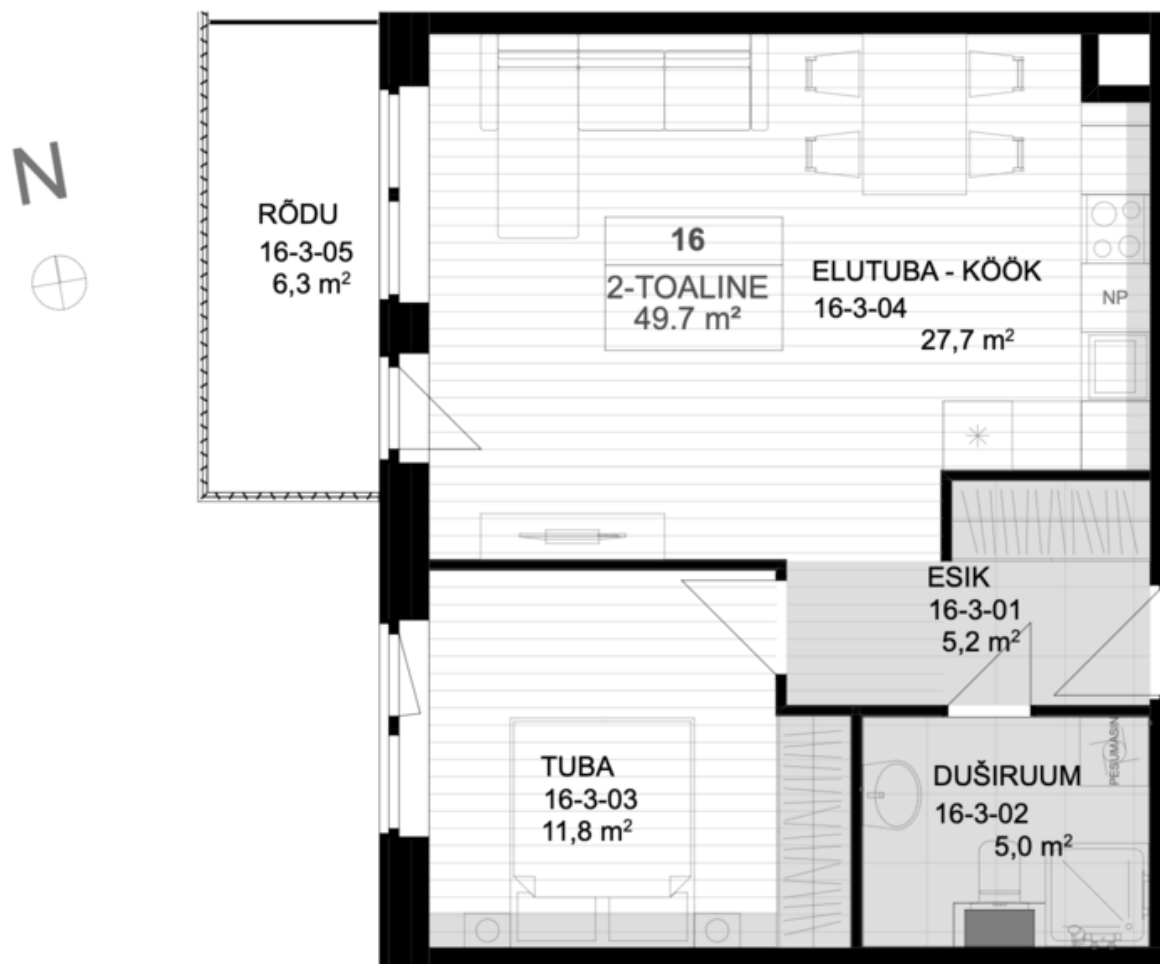 N
RÕDU
16-3-05
6,3 m²
16
2-TOALINE
49.7 m²
ELUTUBA - KÖÖK
16-3-04
27,7 m²
NP
ESIK
16-3-01
5,2 m²
TUBA
16-3-03
11,8 m²
PESUMASIN
DUŠIRUUM
16-3-02
5,0 m²